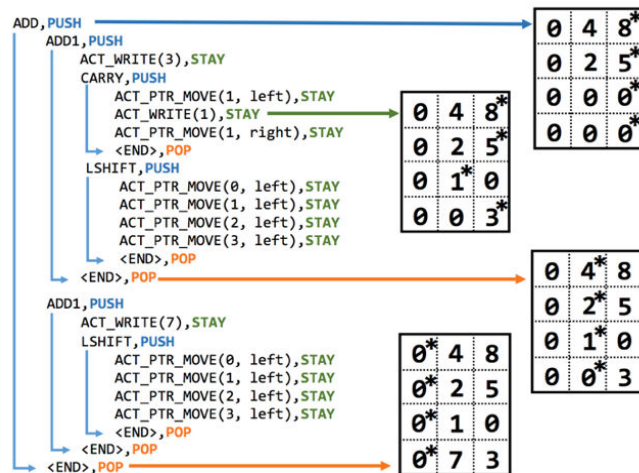 ADD,PUSH
ADD1,PUSH
ACT_WRITE(3),STAY
CARRY,PUSH
ACT_PTR_MOVE(1, left),STAY
ACT_WRITE(1),STAY
ACT_PTR_MOVE(1, right),STAY
<END>,POP
LSHIFT,PUSH
ACT_PTR_MOVE(0, left),STAY
ACT_PTR_MOVE(1, left),STAY
ACT_PTR_MOVE(2, left),STAY
ACT_PTR_MOVE(3, left),STAY
<END>,POP
<END>,POP
ADD1,PUSH
ACT_WRITE(7),STAY
LSHIFT,PUSH
ACT_PTR_MOVE(0, left),STAY
ACT_PTR_MOVE(1, left),STAY
ACT_PTR_MOVE(2, left),STAY
ACT_PTR_MOVE(3, left),STAY
<END>,POP
<END>,POP
<END>,POP
0 4 8*
0 2 5*
0 0 0*
0 0 0*
0 4 8*
0 2 5*
0 1* 0
0 0 3*
0 4* 8
0 2* 5
0 1* 0
0 0* 3
0* 4 8
0* 2 5
0* 1 0
0* 7 3